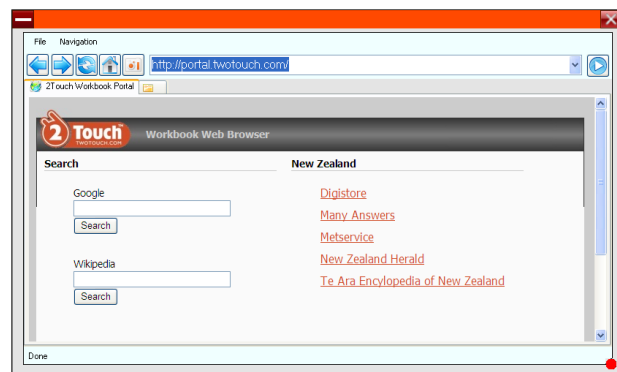 File Navigation
http://portal.twotouch.com/
2Touch Workbook Portal
2 Touch Workbook Web Browser
TWOTOUCH.COM
Search New Zealand
Google Digistore
Many Answers
Search
Metservice
Wikipedia New Zealand Herald
Te Ara Encylopedia of New Zealand
Search
Done